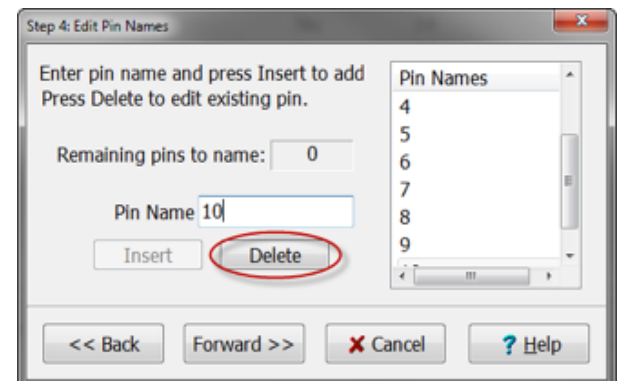 Step 4: Edit Pin Names
Enter pin name and press Insert to add
Press Delete to edit existing pin.
Remaining pins to name: 0
Pin Name 10
Insert Delete
Pin Names
4
5
6
7
8
9
<< Back Forward >> Cancel ? Help